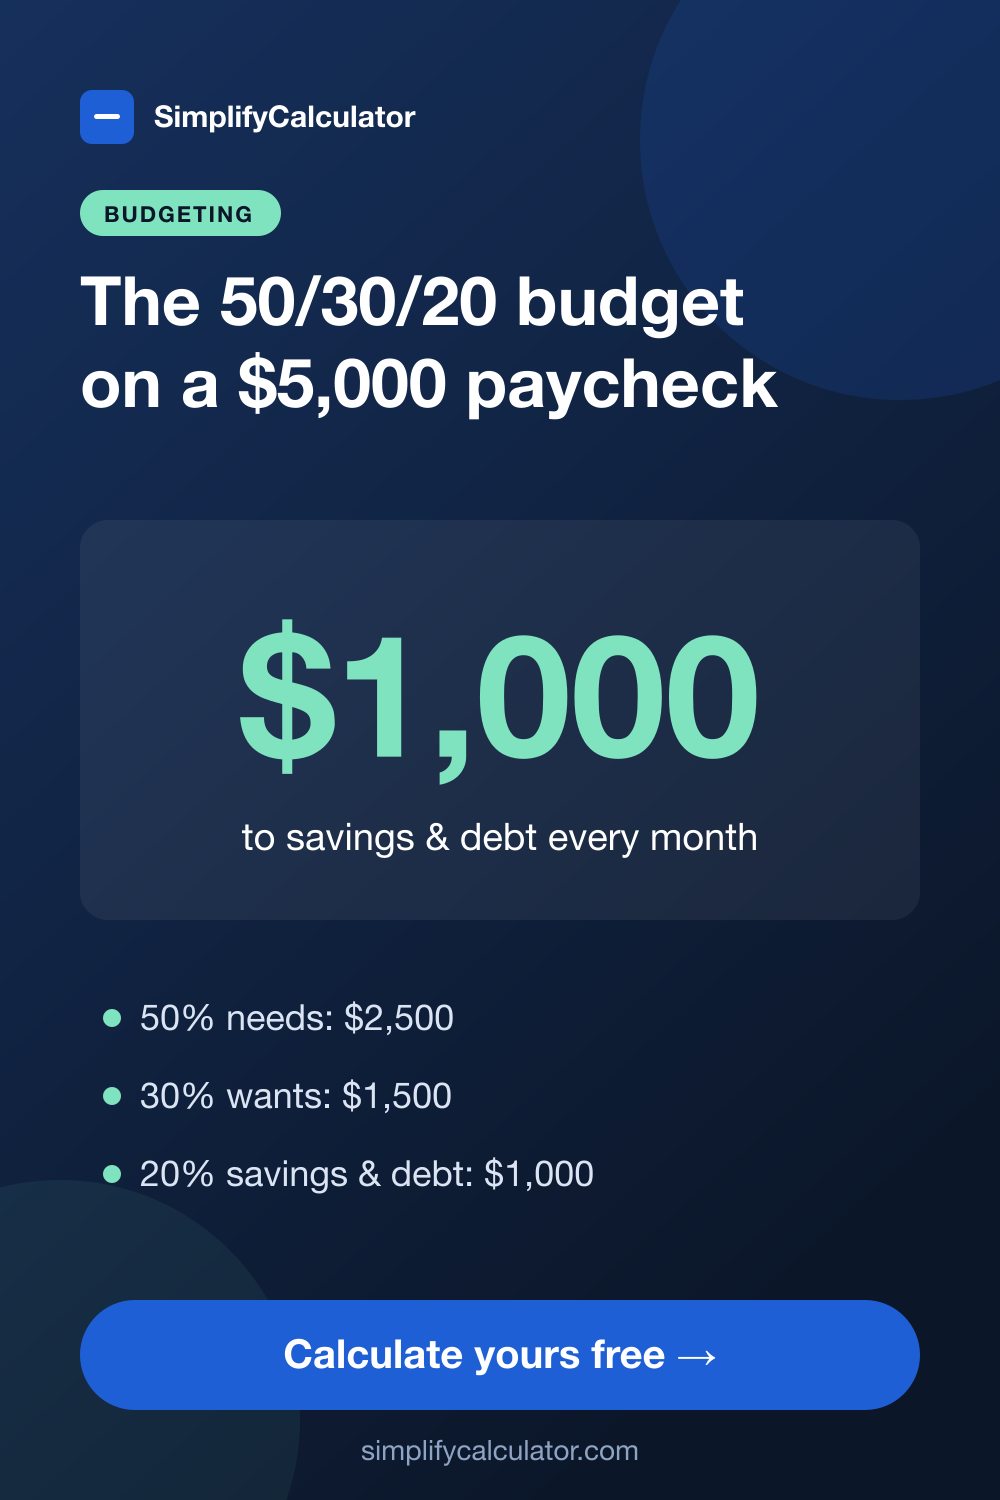 SimplifyCalculator
BUDGETING
The 50/30/20 budget
on a $5,000 paycheck
$1,000
to savings & debt every month
50% needs: $2,500
30% wants: $1,500
20% savings & debt: $1,000
Calculate yours free →
simplifycalculator.com